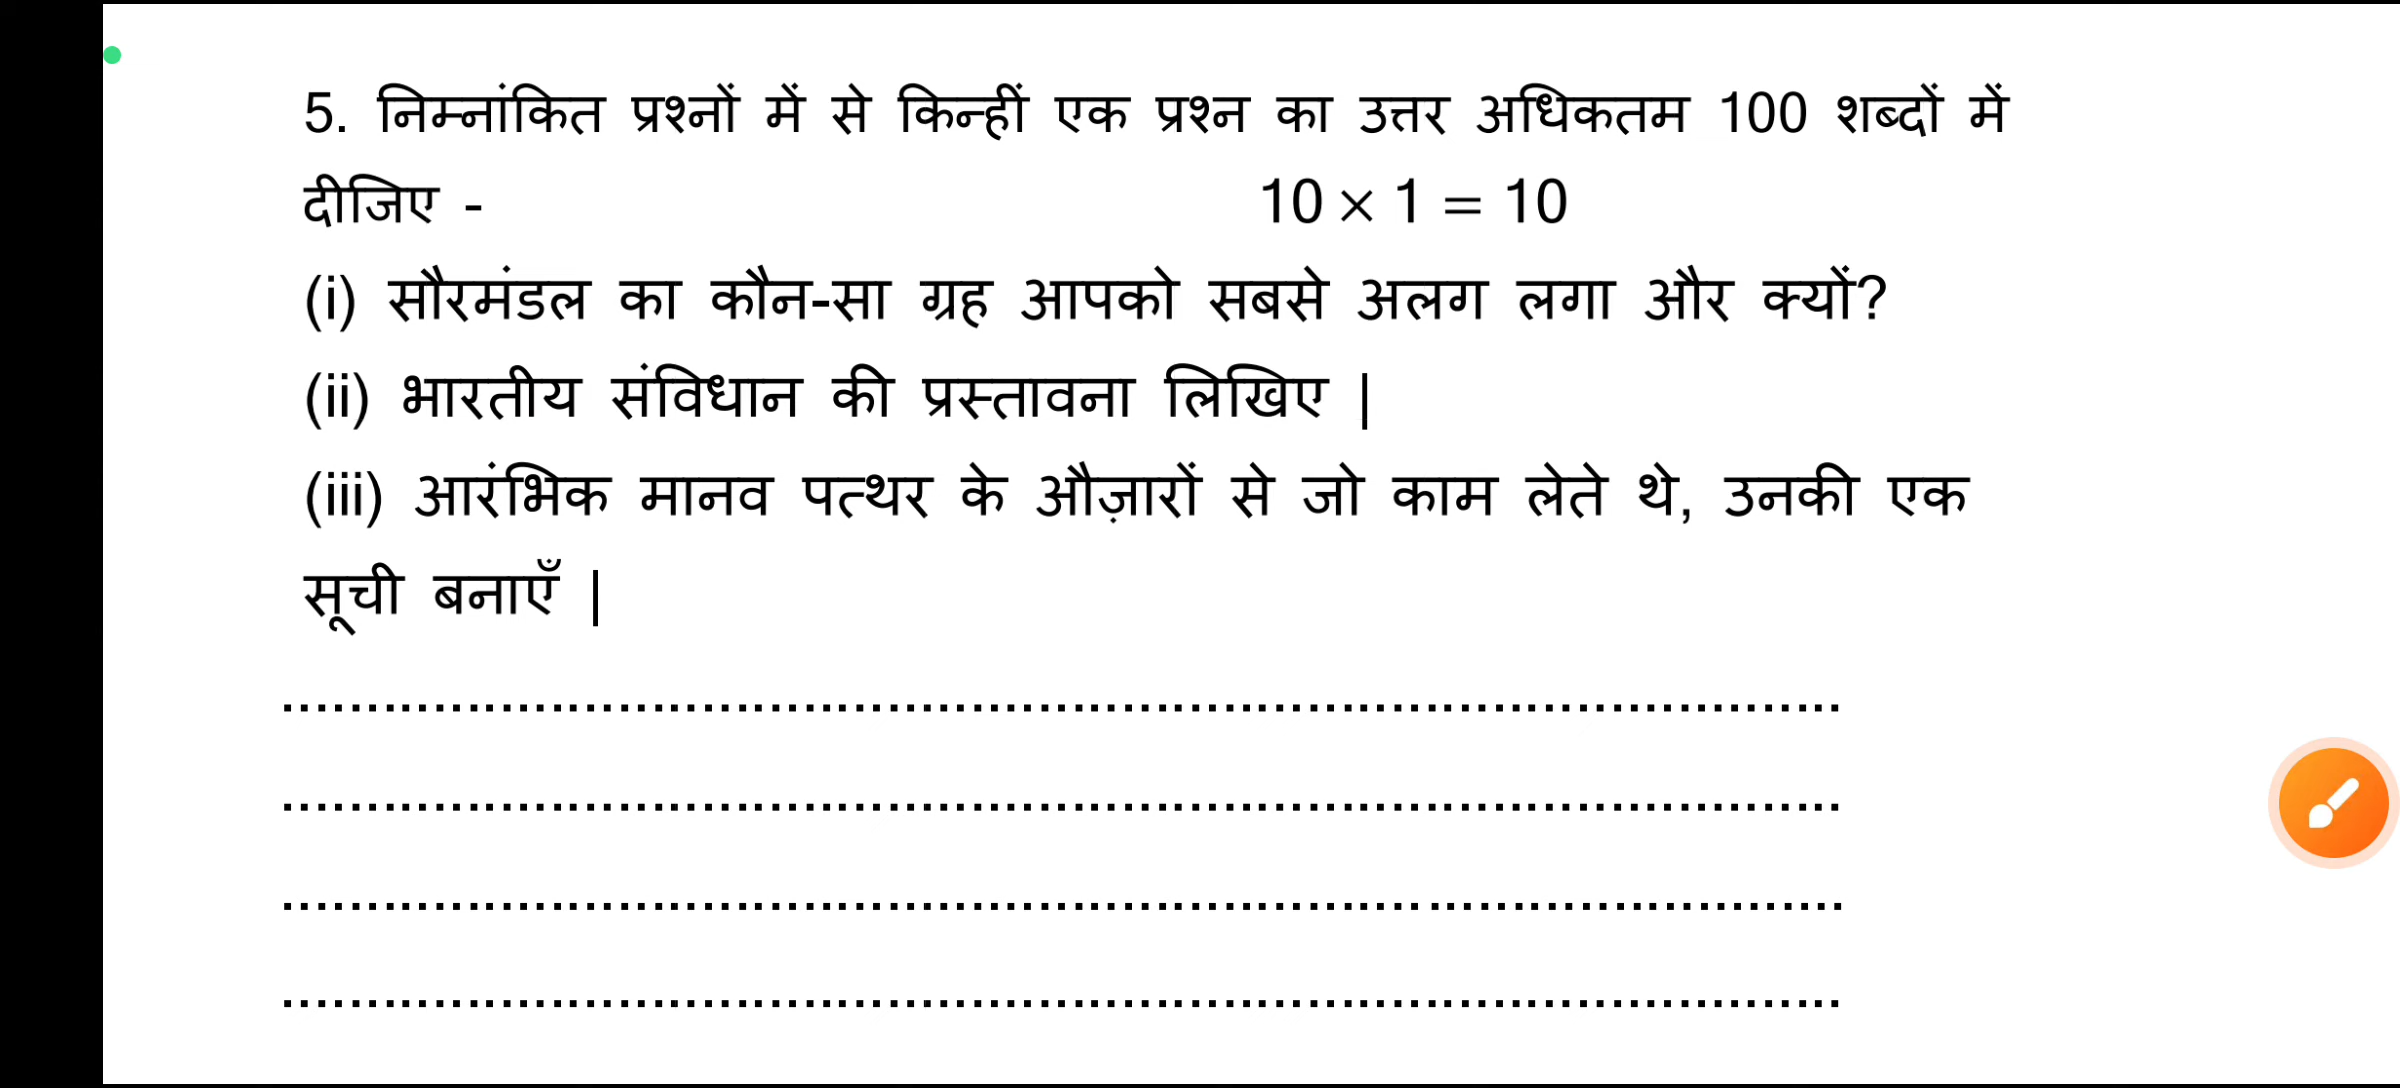 5. निम्नांकित प्रश्नों में से किन्हीं एक प्रश्न का उत्तर अधिकतम 100 शब्दों में
दीजिए - 10 × 1 = 10
(i) सौरमंडल का कौन-सा ग्रह आपको सबसे अलग लगा और क्यों?
(ii) भारतीय संविधान की प्रस्तावना लिखिए |
(iii) आरंभिक मानव पत्थर के औज़ारों से जो काम लेते थे, उनकी एक
सूची बनाएँ |